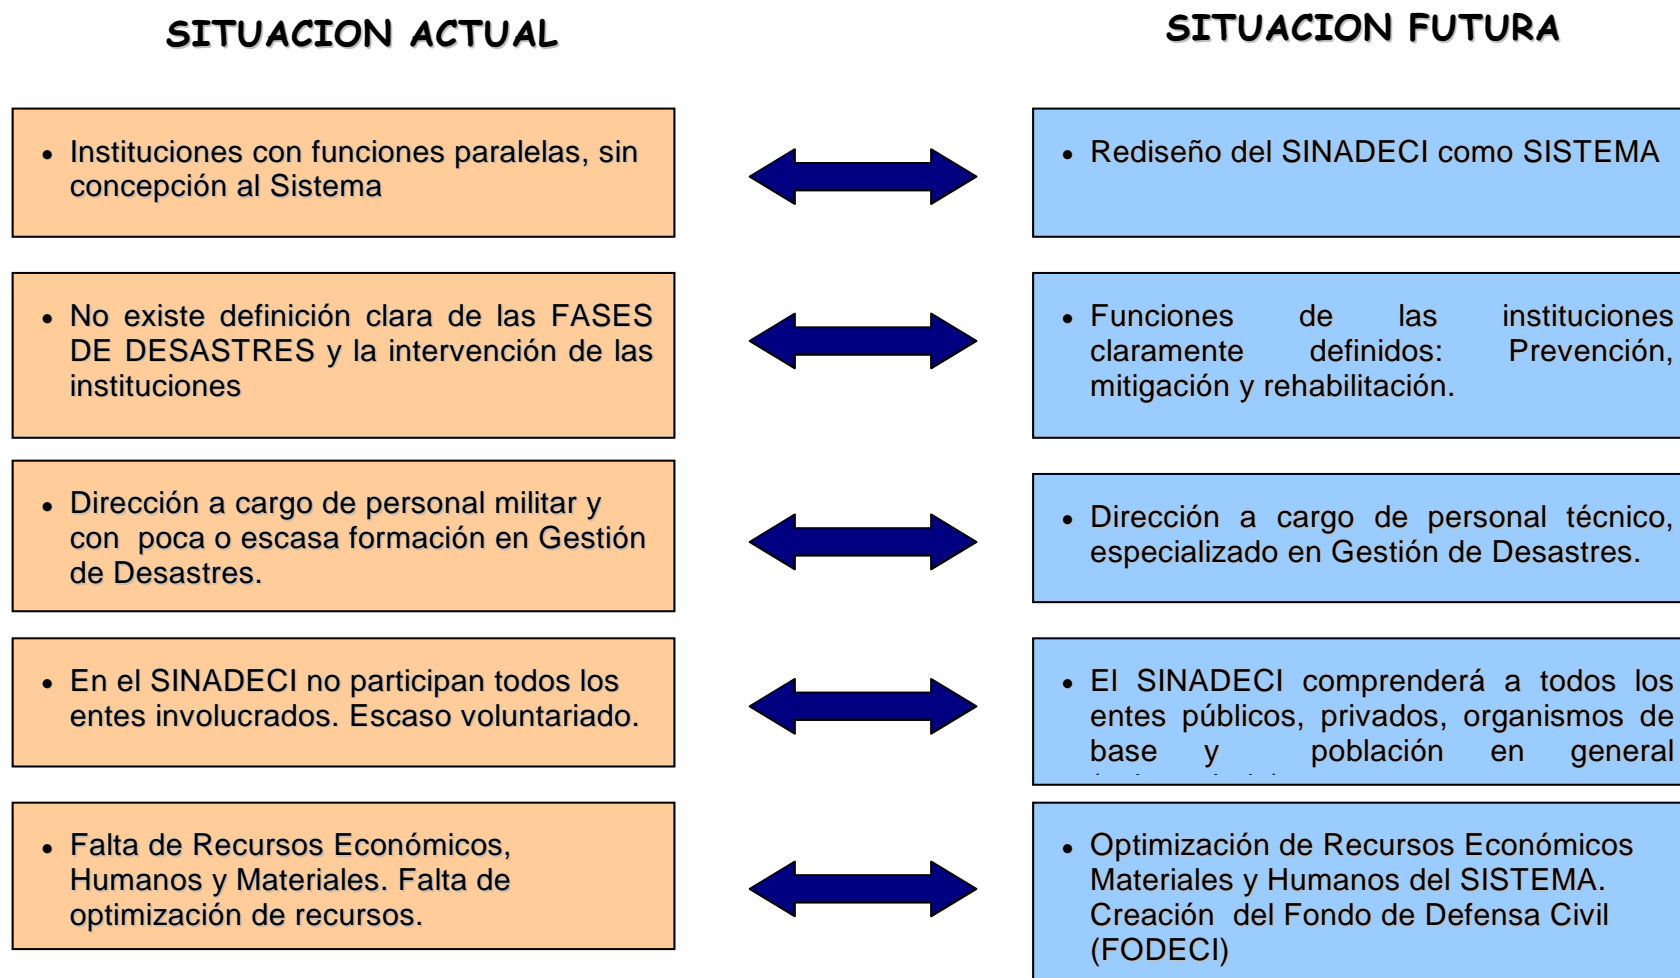 SITUACION ACTUAL
SITUACION FUTURA
• Instituciones con funciones paralelas, sin
concepción al Sistema
• Rediseño del SINADECI como SISTEMA
• No existe definición clara de las FASES
DE DESASTRES y la intervención de las
instituciones
• Funciones de las instituciones
claramente definidos: Prevención,
mitigación y rehabilitación.
• Dirección a cargo de personal militar y
con poca o escasa formación en Gestión
de Desastres.
• Dirección a cargo de personal técnico,
especializado en Gestión de Desastres.
• En el SINADECI no participan todos los
entes involucrados. Escaso voluntariado.
• El SINADECI comprenderá a todos los
entes públicos, privados, organismos de
base y población en general
• Falta de Recursos Económicos,
Humanos y Materiales. Falta de
optimización de recursos.
• Optimización de Recursos Económicos
Materiales y Humanos del SISTEMA.
Creación del Fondo de Defensa Civil
(FODECI)